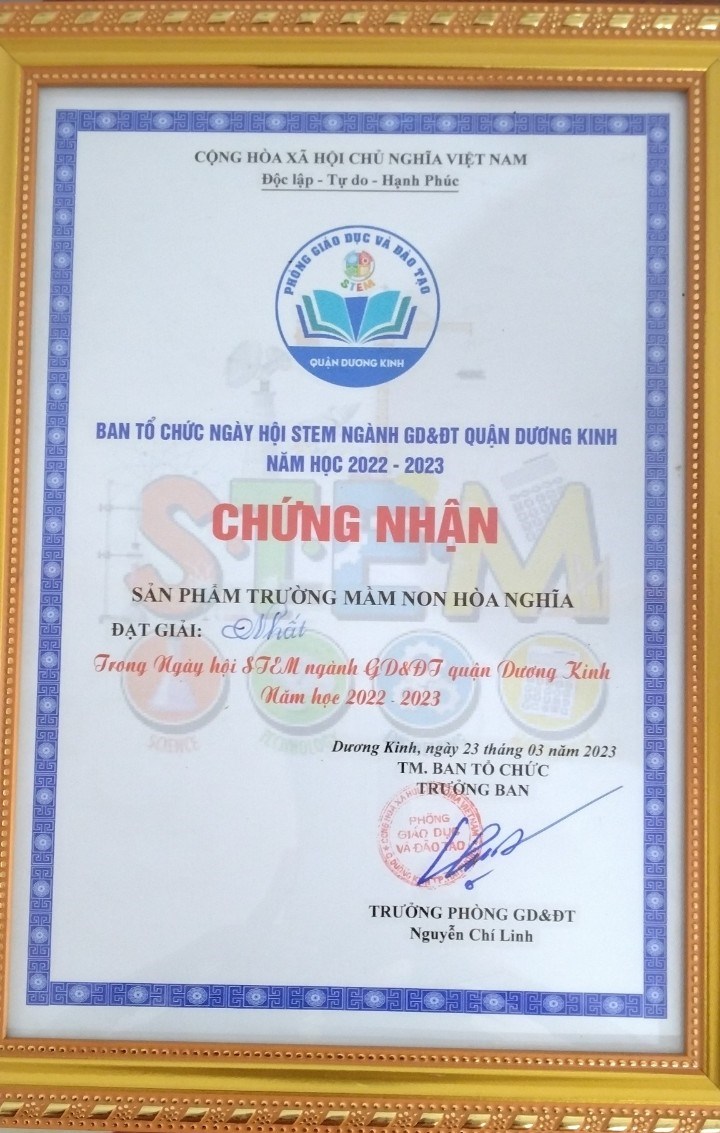 CỘNG HÒA XÃ HỘI CHỦ NGHĨA VIỆT NAM
Độc lập - Tự do - Hạnh Phúc
PHÒNG GIÁO DỤC VÀ ĐÀO TẠO
STEM
QUẬN DƯƠNG KINH
BAN TỔ CHỨC NGÀY HỘI STEM NGÀNH GD&ĐT QUẬN DƯƠNG KINH
NĂM HỌC 2022 - 2023
STEM
CHỨNG NHẬN
SẢN PHẨM TRƯỜNG MẦM NON HÒA NGHĨA
ĐẠT GIẢI: Nhất
Trong Ngày hội STEM ngành GD&ĐT quận Dương Kinh
Năm học 2022 - 2023
SCIENCE
Dương Kinh, ngày 23 tháng 03 năm 2023
TM. BAN TỔ CHỨC
TRƯỞNG BAN
PHÒNG
GIÁO DỤC
VÀ ĐÀO TẠO
TRƯỞNG PHÒNG GD&ĐT
Nguyễn Chí Linh